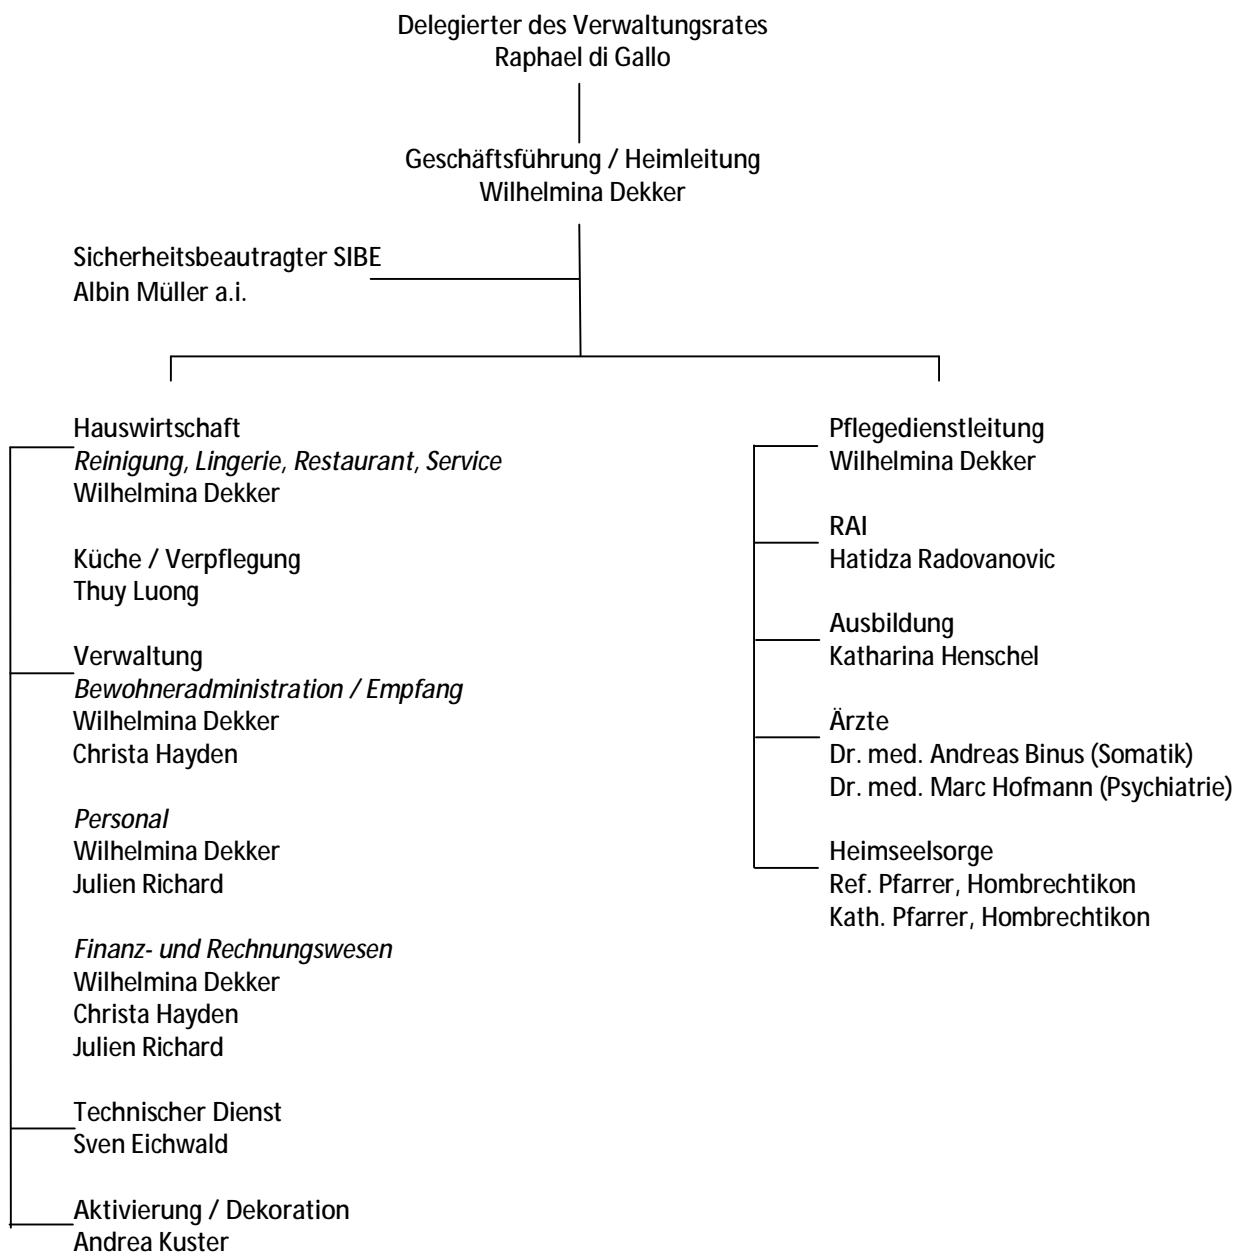 Delegierter des Verwaltungsrates
Raphael di Gallo
Geschäftsführung / Heimleitung
Wilhelmina Dekker
Sicherheitsbeautragter SIBE
Albin Müller a.i.
Hauswirtschaft
Reinigung, Lingerie, Restaurant, Service
Wilhelmina Dekker
Küche / Verpflegung
Thuy Luong
Verwaltung
Bewohneradministration / Empfang
Wilhelmina Dekker
Christa Hayden
Personal
Wilhelmina Dekker
Julien Richard
Finanz- und Rechnungswesen
Wilhelmina Dekker
Christa Hayden
Julien Richard
Technischer Dienst
Sven Eichwald
Aktivierung / Dekoration
Andrea Kuster
Pflegedienstleitung
Wilhelmina Dekker
RAI
Hatidza Radovanovic
Ausbildung
Katharina Henschel
Ärzte
Dr. med. Andreas Binus (Somatik)
Dr. med. Marc Hofmann (Psychiatrie)
Heimseelsorge
Ref. Pfarrer, Hombrechtikon
Kath. Pfarrer, Hombrechtikon